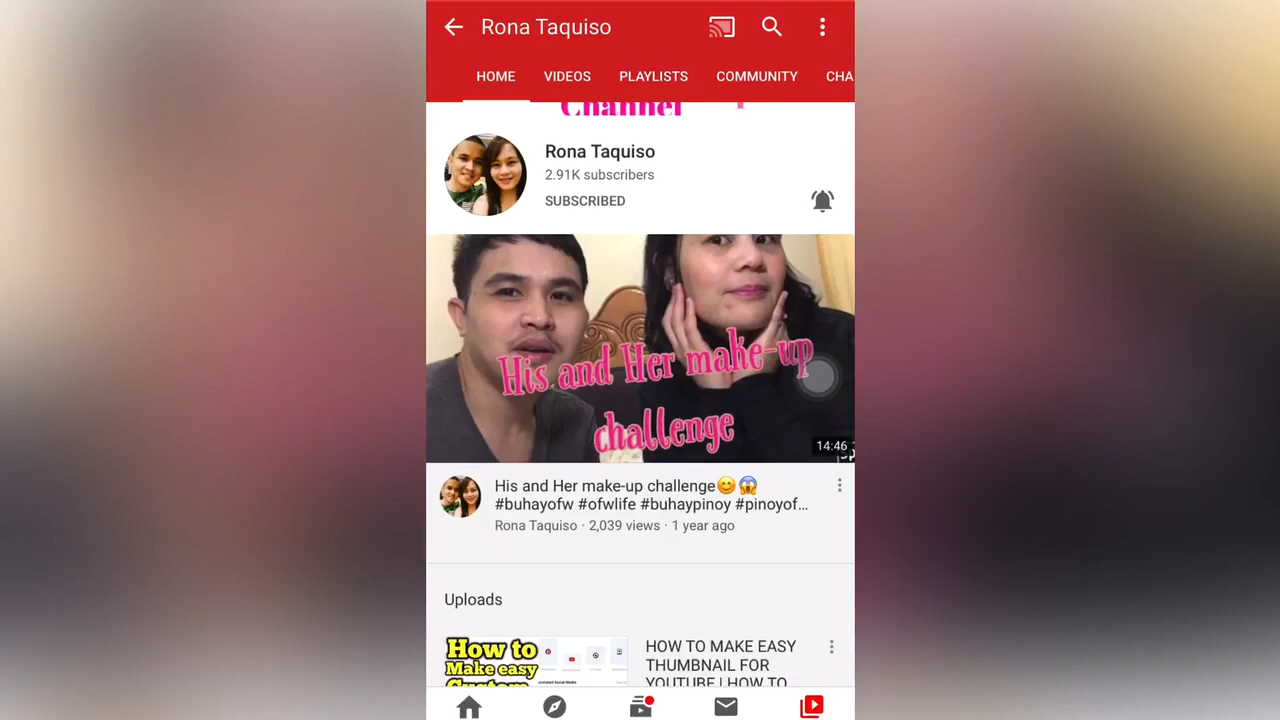 Rona Taquiso
HOME VIDEOS PLAYLISTS COMMUNITY CHA
Channel
Rona Taquiso
2.91K subscribers
SUBSCRIBED
His and Her make-up
challenge
14:46
His and Her make-up challenge😊😱
#buhayofw #ofwlife #buhaypinoy #pinoyof...
Rona Taquiso · 2,039 views · 1 year ago
Uploads
How to
Make easy
Custom
HOW TO MAKE EASY
THUMBNAIL FOR
YOUTUBE | HOW TO